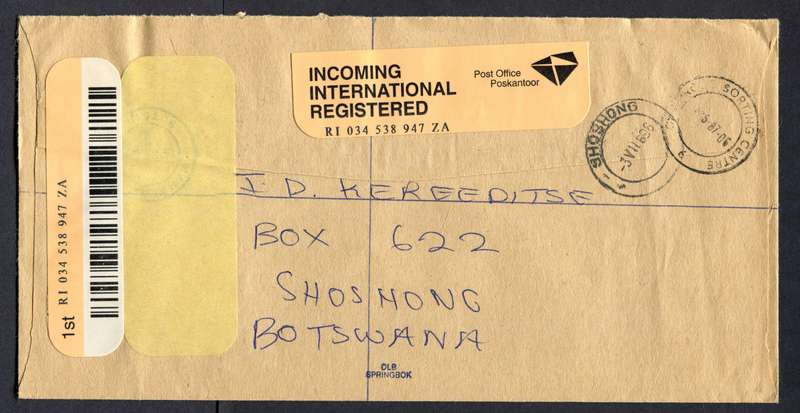 INCOMING
INTERNATIONAL
REGISTERED
RI 034 538 947 ZA
Post Office
Poskantoor
SHOSHONG
SORTING CENTRE
1st RI 034 538 947 ZA
I. D. KEREEDITSE
BOX 622
SHOSHONG
BOTSWANA
DLB
SPRINGBOK